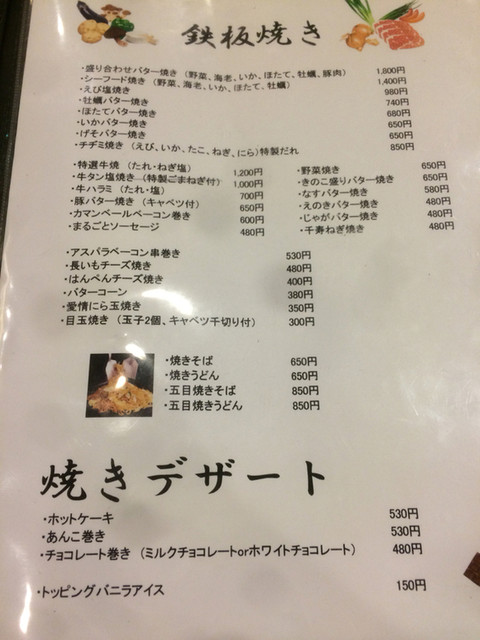 鉄板焼き
・盛り合わせバター焼き（野菜、海老、いか、ほたて、牡蠣、豚肉） 1,800円
・シーフード焼き（野菜、海老、いか、ほたて、牡蠣） 1,400円
・えび塩焼き 980円
・牡蠣バター焼き 740円
・ほたてバター焼き 680円
・いかバター焼き 650円
・げそバター焼き 650円
・チヂミ焼き（えび、いか、たこ、ねぎ、にら）特製だれ 850円
・特選牛焼（たれ・ねぎ塩） 1,200円
・牛タン塩焼き（特製ごまねぎ付） 1,000円
・牛ハラミ（たれ・塩） 700円
・豚バター焼き（キャベツ付） 650円
・カマンベールベーコン巻き 600円
・まるごとソーセージ 480円
・野菜焼き 650円
・きのこ盛りバター焼き 650円
・なすバター焼き 580円
・えのきバター焼き 480円
・じゃがバター焼き 480円
・千寿ねぎ焼き 480円
・アスパラベーコン串巻き 530円
・長いもチーズ焼き 480円
・はんぺんチーズ焼き 400円
・バターコーン 380円
・愛情にら玉焼き 350円
・目玉焼き（玉子2個、キャベツ千切り付） 300円
・焼きそば 650円
・焼きうどん 650円
・五目焼きそば 850円
・五目焼きうどん 850円
焼きデザート
・ホットケーキ 530円
・あんこ巻き 530円
・チョコレート巻き（ミルクチョコレートorホワイトチョコレート） 480円
・トッピングバニラアイス 150円